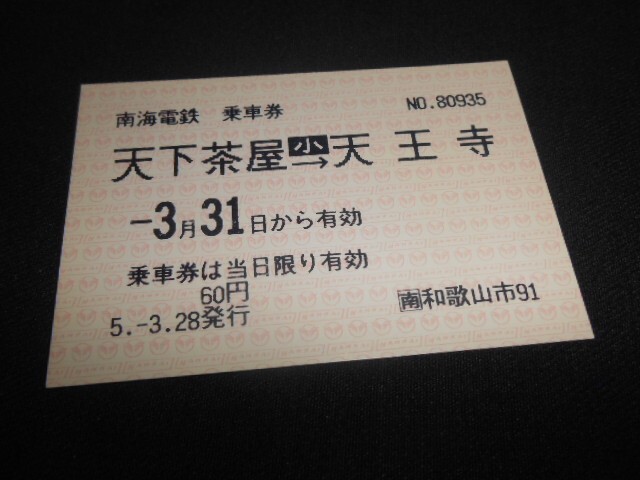 南海電鉄 乗車券 NO.80935
天下茶屋小→天王寺
-3月31日から有効
乗車券は当日限り有効
60円
5.-3.28発行 南和歌山市91